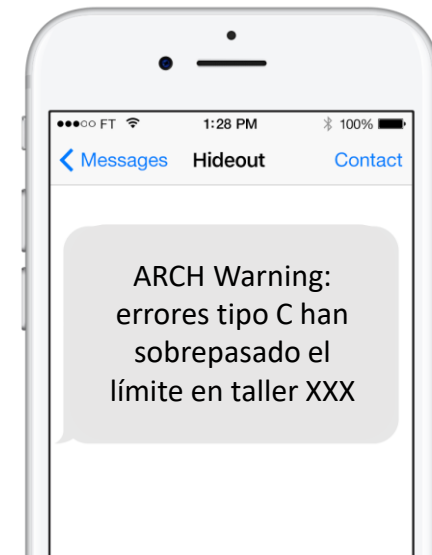 FT 1:28 PM 100%
Messages Hideout Contact
ARCH Warning:
errores tipo C han
sobrepasado el
límite en taller XXX